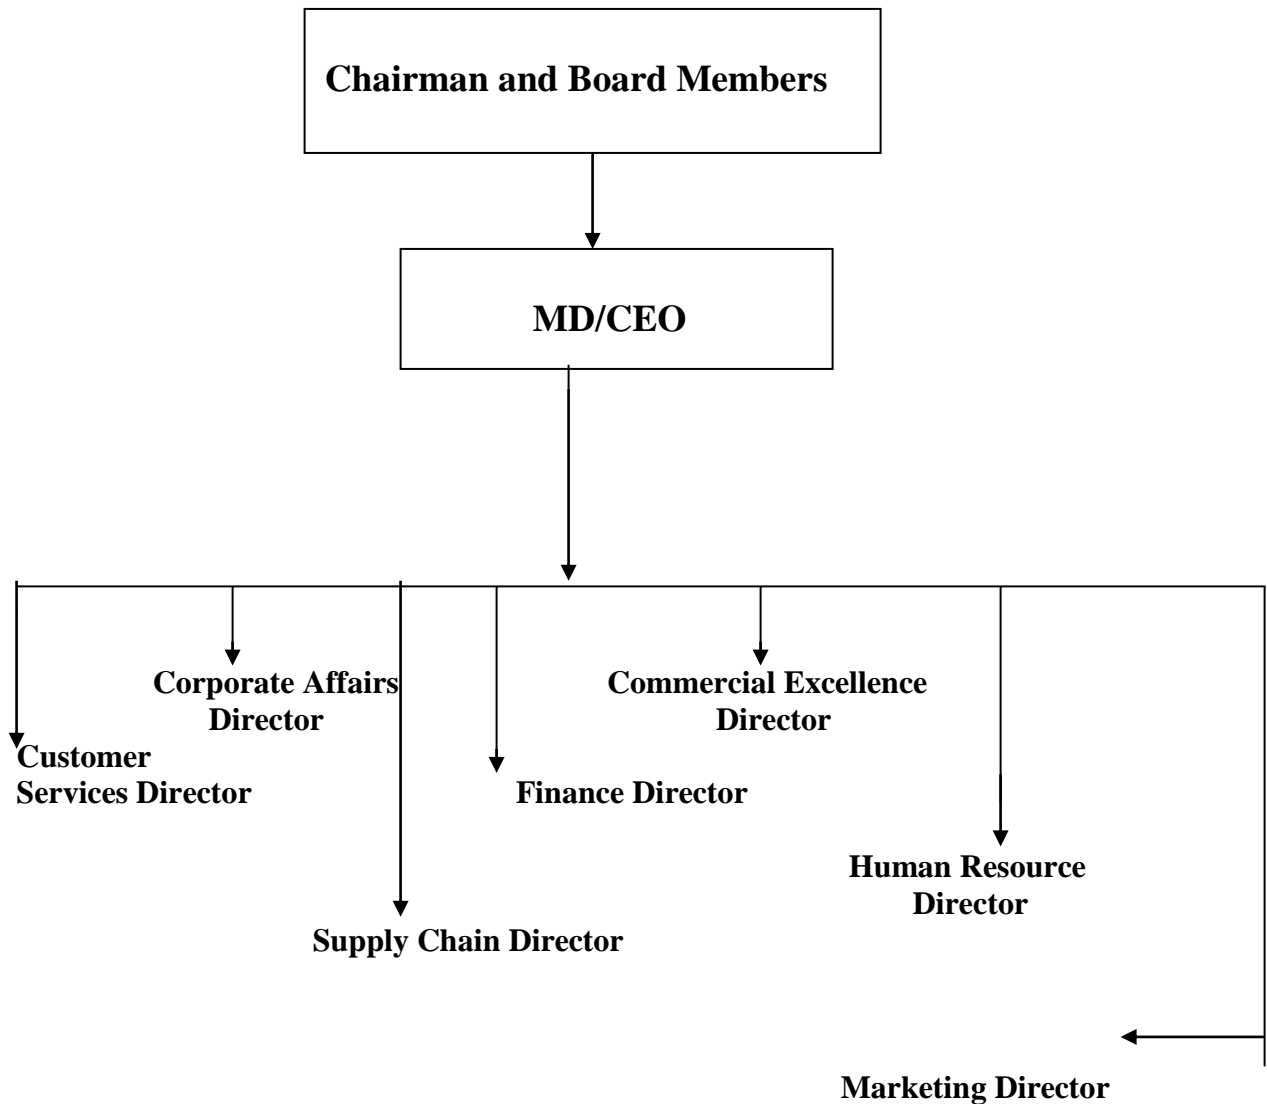 Chairman and Board Members
MD/CEO
Corporate Affairs
Director
Commercial Excellence
Director
Customer
Services Director
Finance Director
Human Resource
Director
Supply Chain Director
Marketing Director